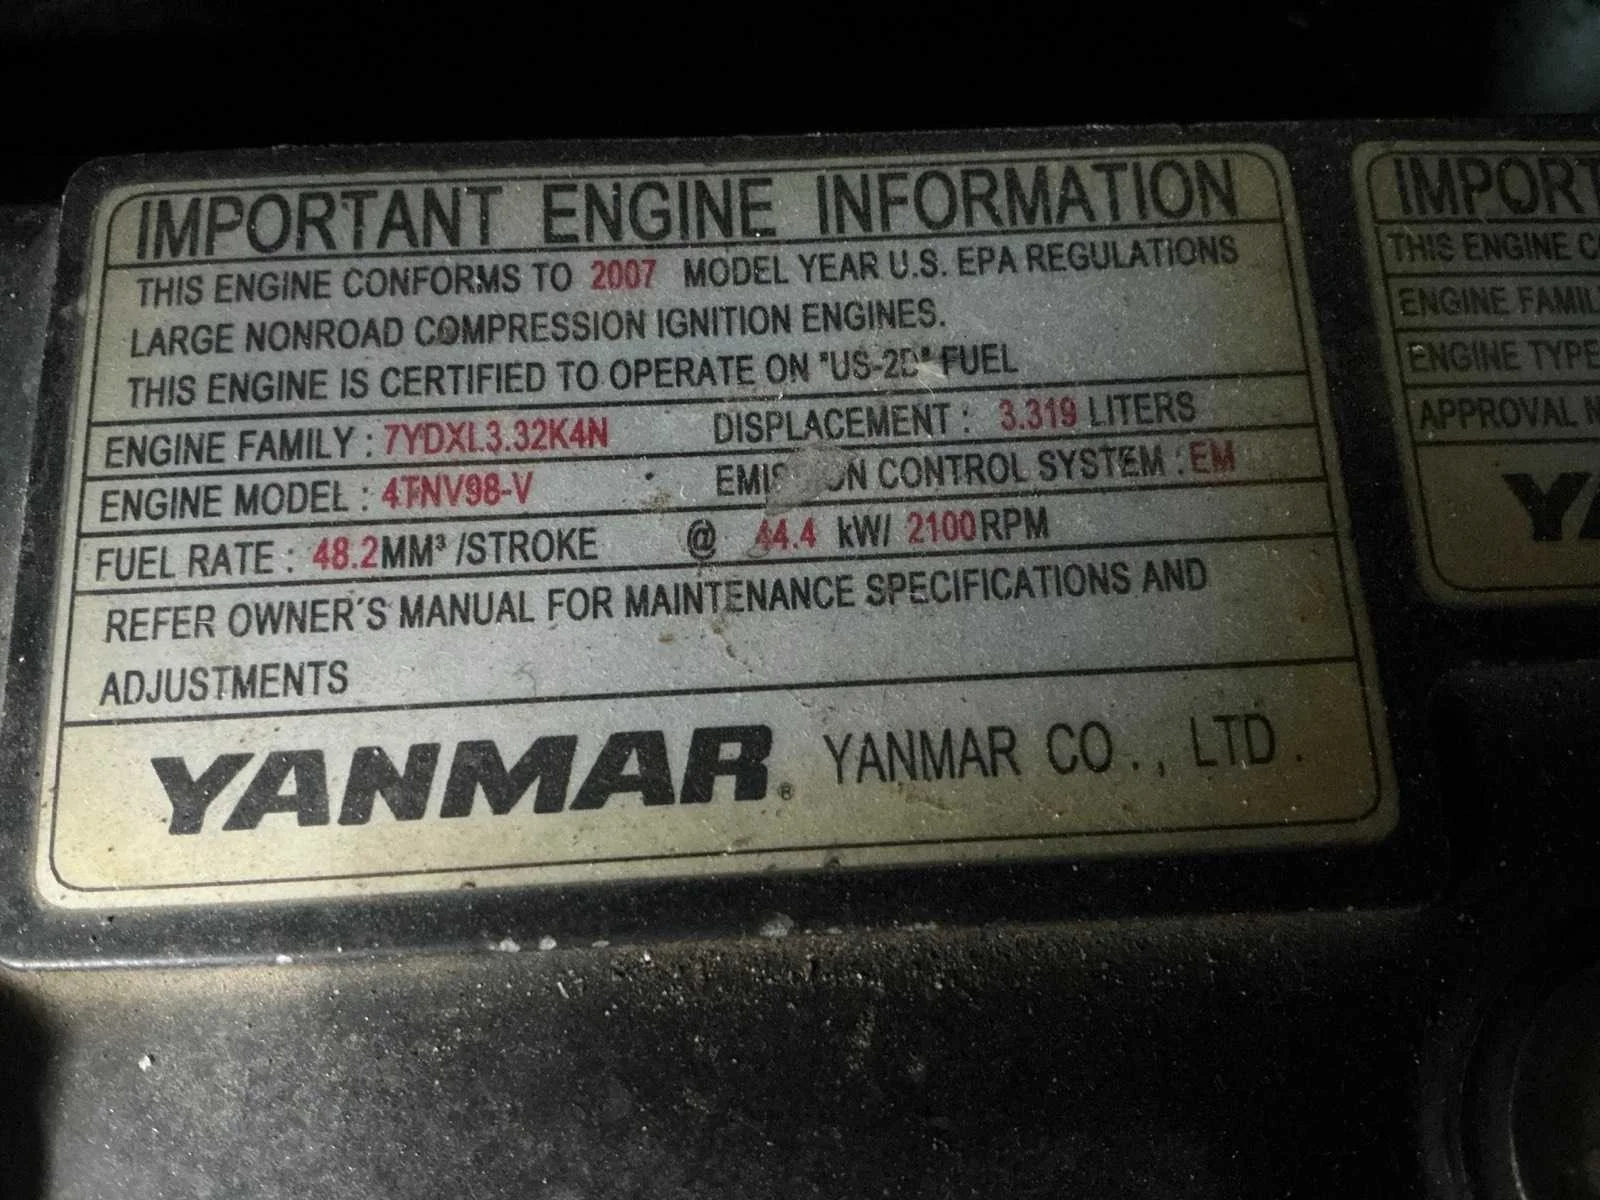 IMPORTANT ENGINE INFORMATION
THIS ENGINE CONFORMS TO 2007 MODEL YEAR U.S. EPA REGULATIONS
LARGE NONROAD COMPRESSION IGNITION ENGINES.
THIS ENGINE IS CERTIFIED TO OPERATE ON "US-2D" FUEL
ENGINE FAMILY : 7YDXL3.32K4N DISPLACEMENT : 3.319 LITERS
ENGINE MODEL : 4TNV98-V EMISSION CONTROL SYSTEM : EM
FUEL RATE : 48.2MM³ /STROKE @ 44.4 kW/ 2100RPM
REFER OWNER'S MANUAL FOR MAINTENANCE SPECIFICATIONS AND
ADJUSTMENTS
YANMAR® YANMAR CO., LTD.
IMPORT
THIS ENGINE C
ENGINE FAMIL
ENGINE TYPE
APPROVAL N
YA